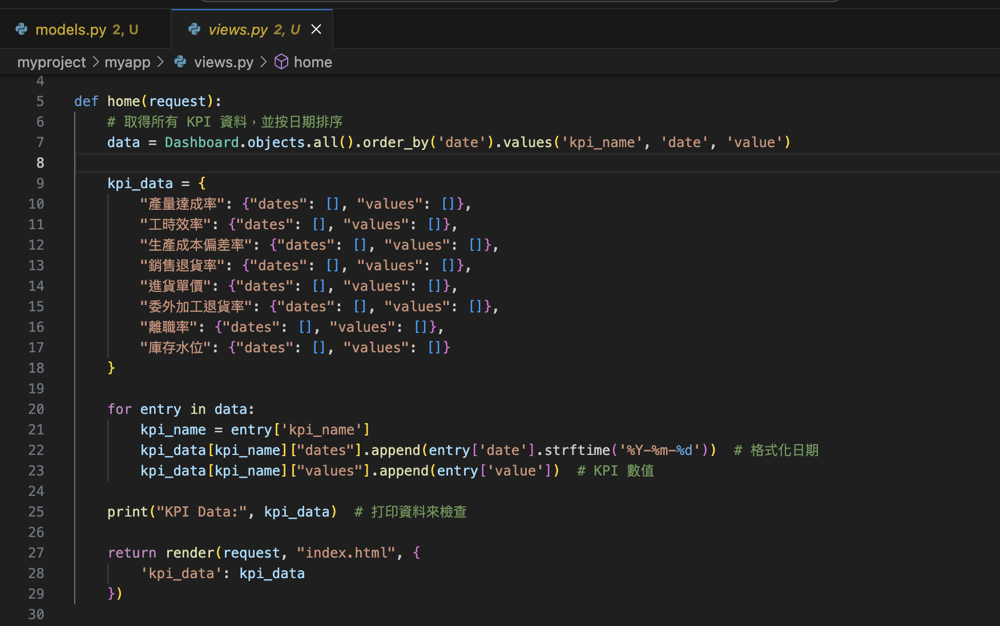 models.py 2, U
views.py 2, U
myproject > myapp > views.py > home
4
5 def home(request):
6 # 取得所有 KPI 資料，並按日期排序
7 data = Dashboard.objects.all().order_by('date').values('kpi_name', 'date', 'value')
8
9 kpi_data = {
10 "產量達成率": {"dates": [], "values": []},
11 "工時效率": {"dates": [], "values": []},
12 "生產成本偏差率": {"dates": [], "values": []},
13 "銷售退貨率": {"dates": [], "values": []},
14 "進貨單價": {"dates": [], "values": []},
15 "委外加工退貨率": {"dates": [], "values": []},
16 "離職率": {"dates": [], "values": []},
17 "庫存水位": {"dates": [], "values": []}
18 }
19
20 for entry in data:
21 kpi_name = entry['kpi_name']
22 kpi_data[kpi_name]["dates"].append(entry['date'].strftime('%Y-%m-%d')) # 格式化日期
23 kpi_data[kpi_name]["values"].append(entry['value']) # KPI 數值
24
25 print("KPI Data:", kpi_data) # 打印資料來檢查
26
27 return render(request, "index.html", {
28 'kpi_data': kpi_data
29 })
30